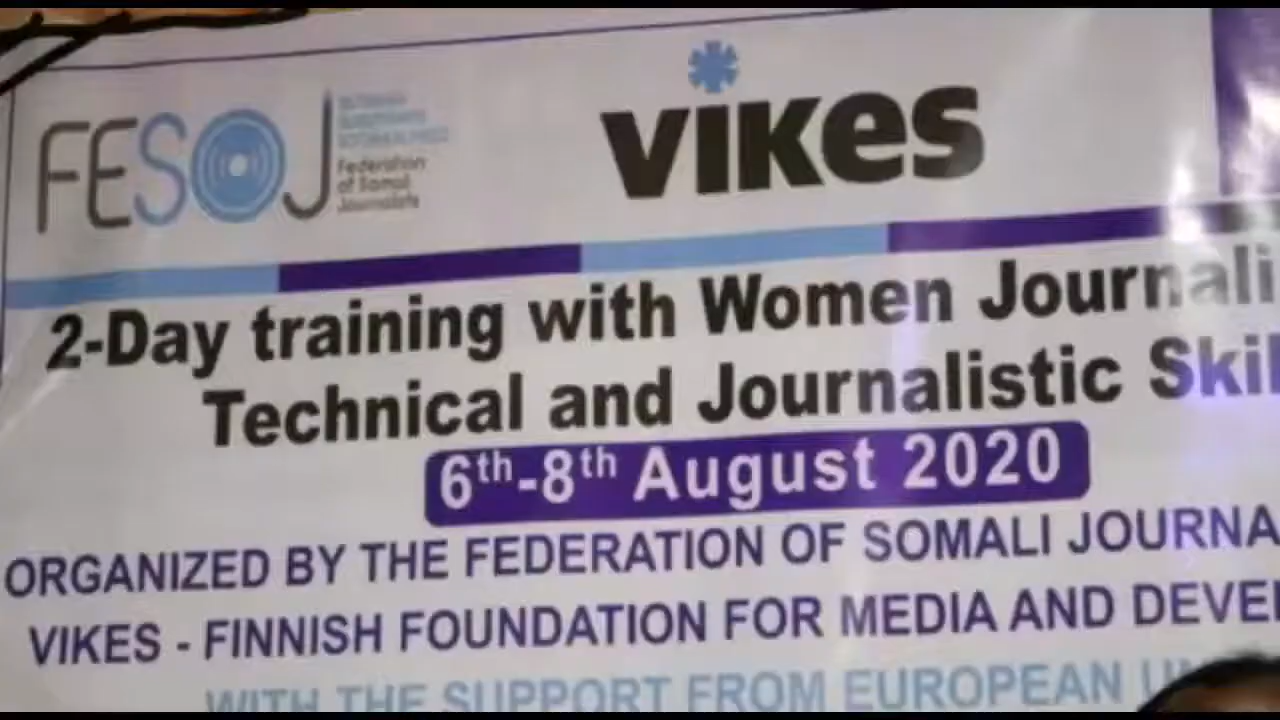 FESOJ
Federation
of Somali
Journalists
vikes
2-Day training with Women Journali
Technical and Journalistic Skil
6th-8th August 2020
ORGANIZED BY THE FEDERATION OF SOMALI JOURNA
VIKES - FINNISH FOUNDATION FOR MEDIA AND DEVE
WITH THE SUPPORT FROM EUROPEAN UN